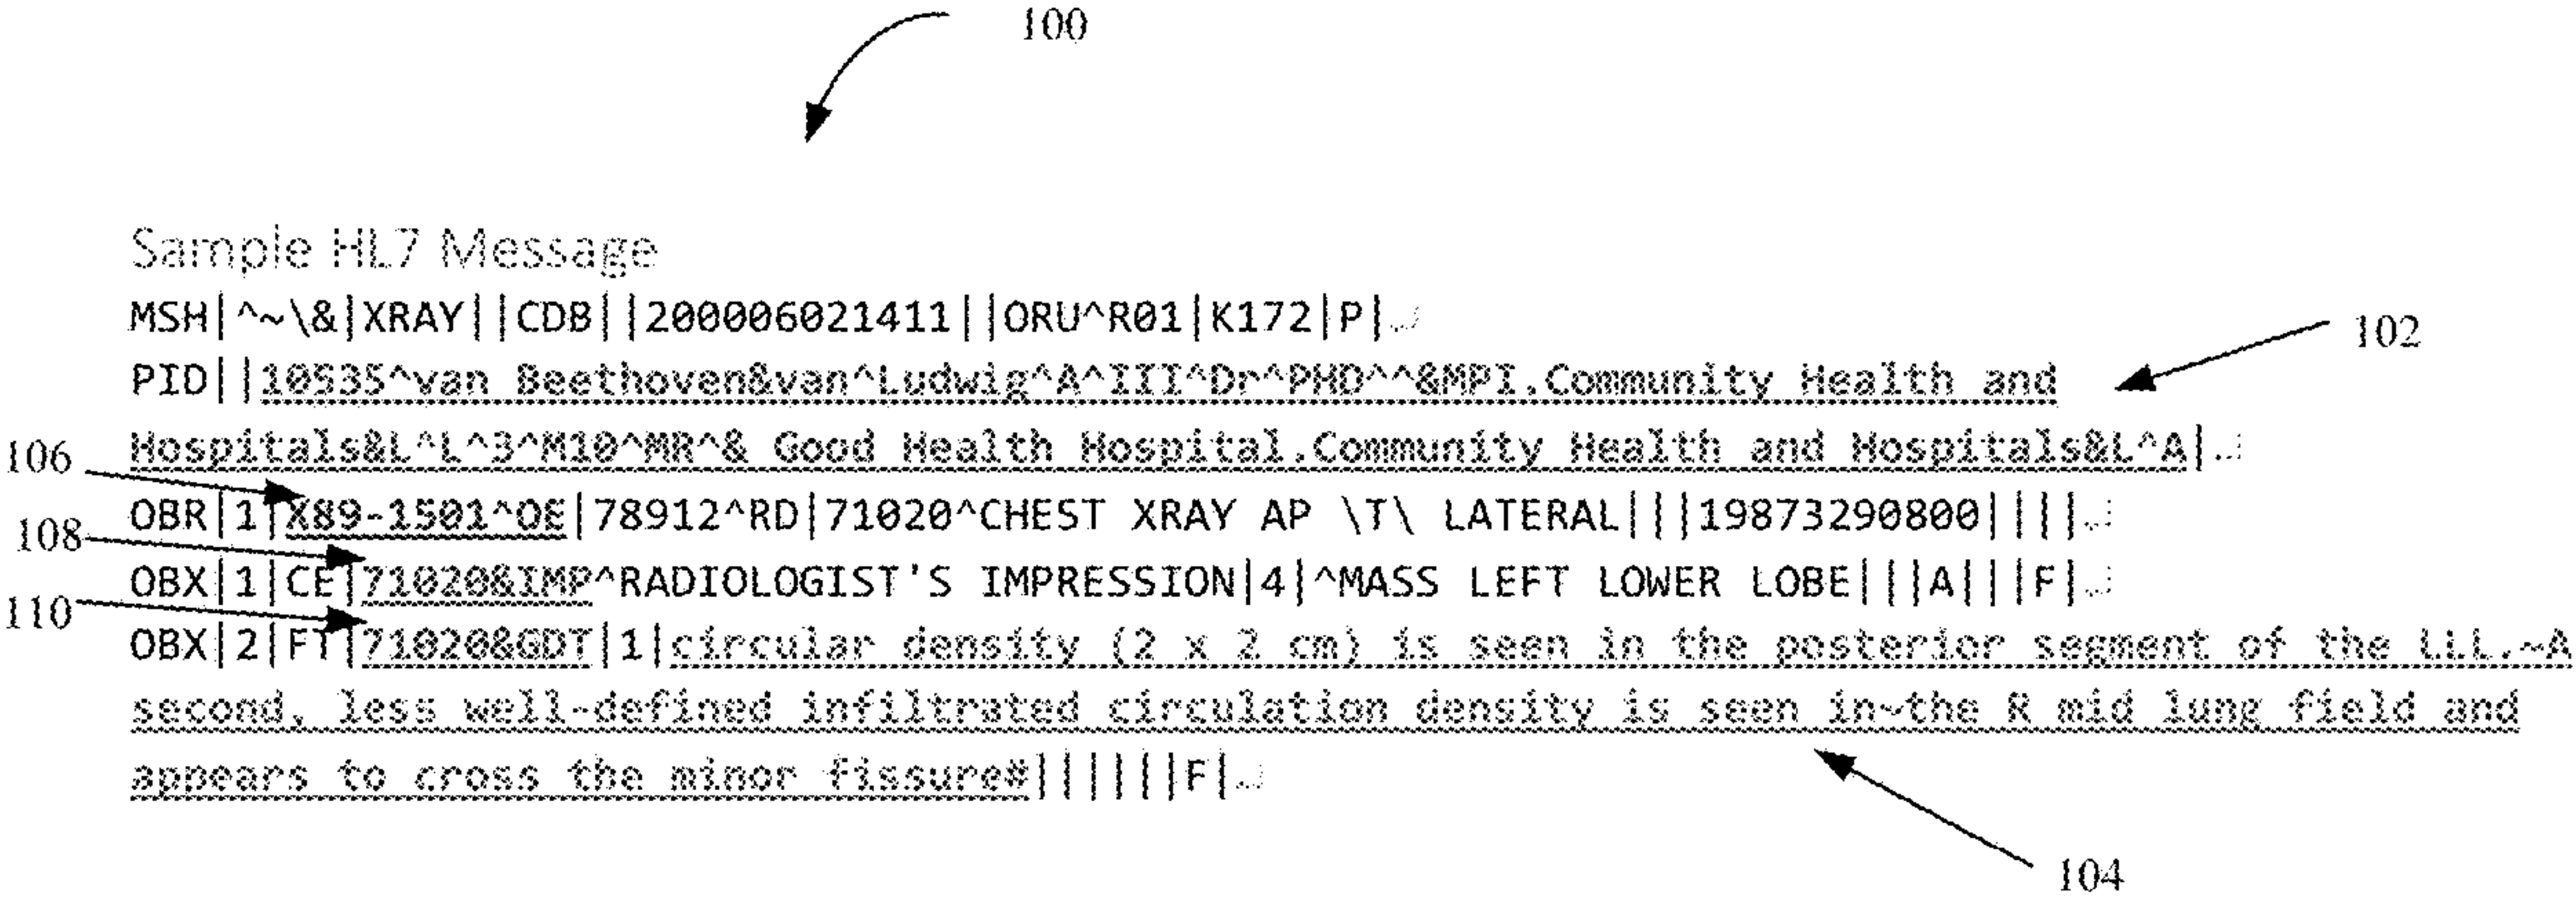 100
Sample HL7 Message
MSH|^~\&|XRAY||CDB||200006021411||ORU^R01|K172|P|
102
PID||10535^van Beethoven&van^Ludwig^A^III^Dr^PHD^^&MPI.Community Health and
106
Hospitals&L^L^3^M10^MR^& Good Health Hospital.Community Health and Hospitals&L^A|
OBR|1|X89-1501^OE|78912^RD|71020^CHEST XRAY AP \T\ LATERAL|||19873290800||||
108
OBX|1|CE|71020&IMP^RADIOLOGIST'S IMPRESSION|4|^MASS LEFT LOWER LOBE|||A|||F|
110
OBX|2|FT|71020&GDT|1|circular density (2 x 2 cm) is seen in the posterior segment of the LLL.~A
second, less well-defined infiltrated circulation density is seen in~the R mid lung field and
appears to cross the minor fissure#||||||F|
104